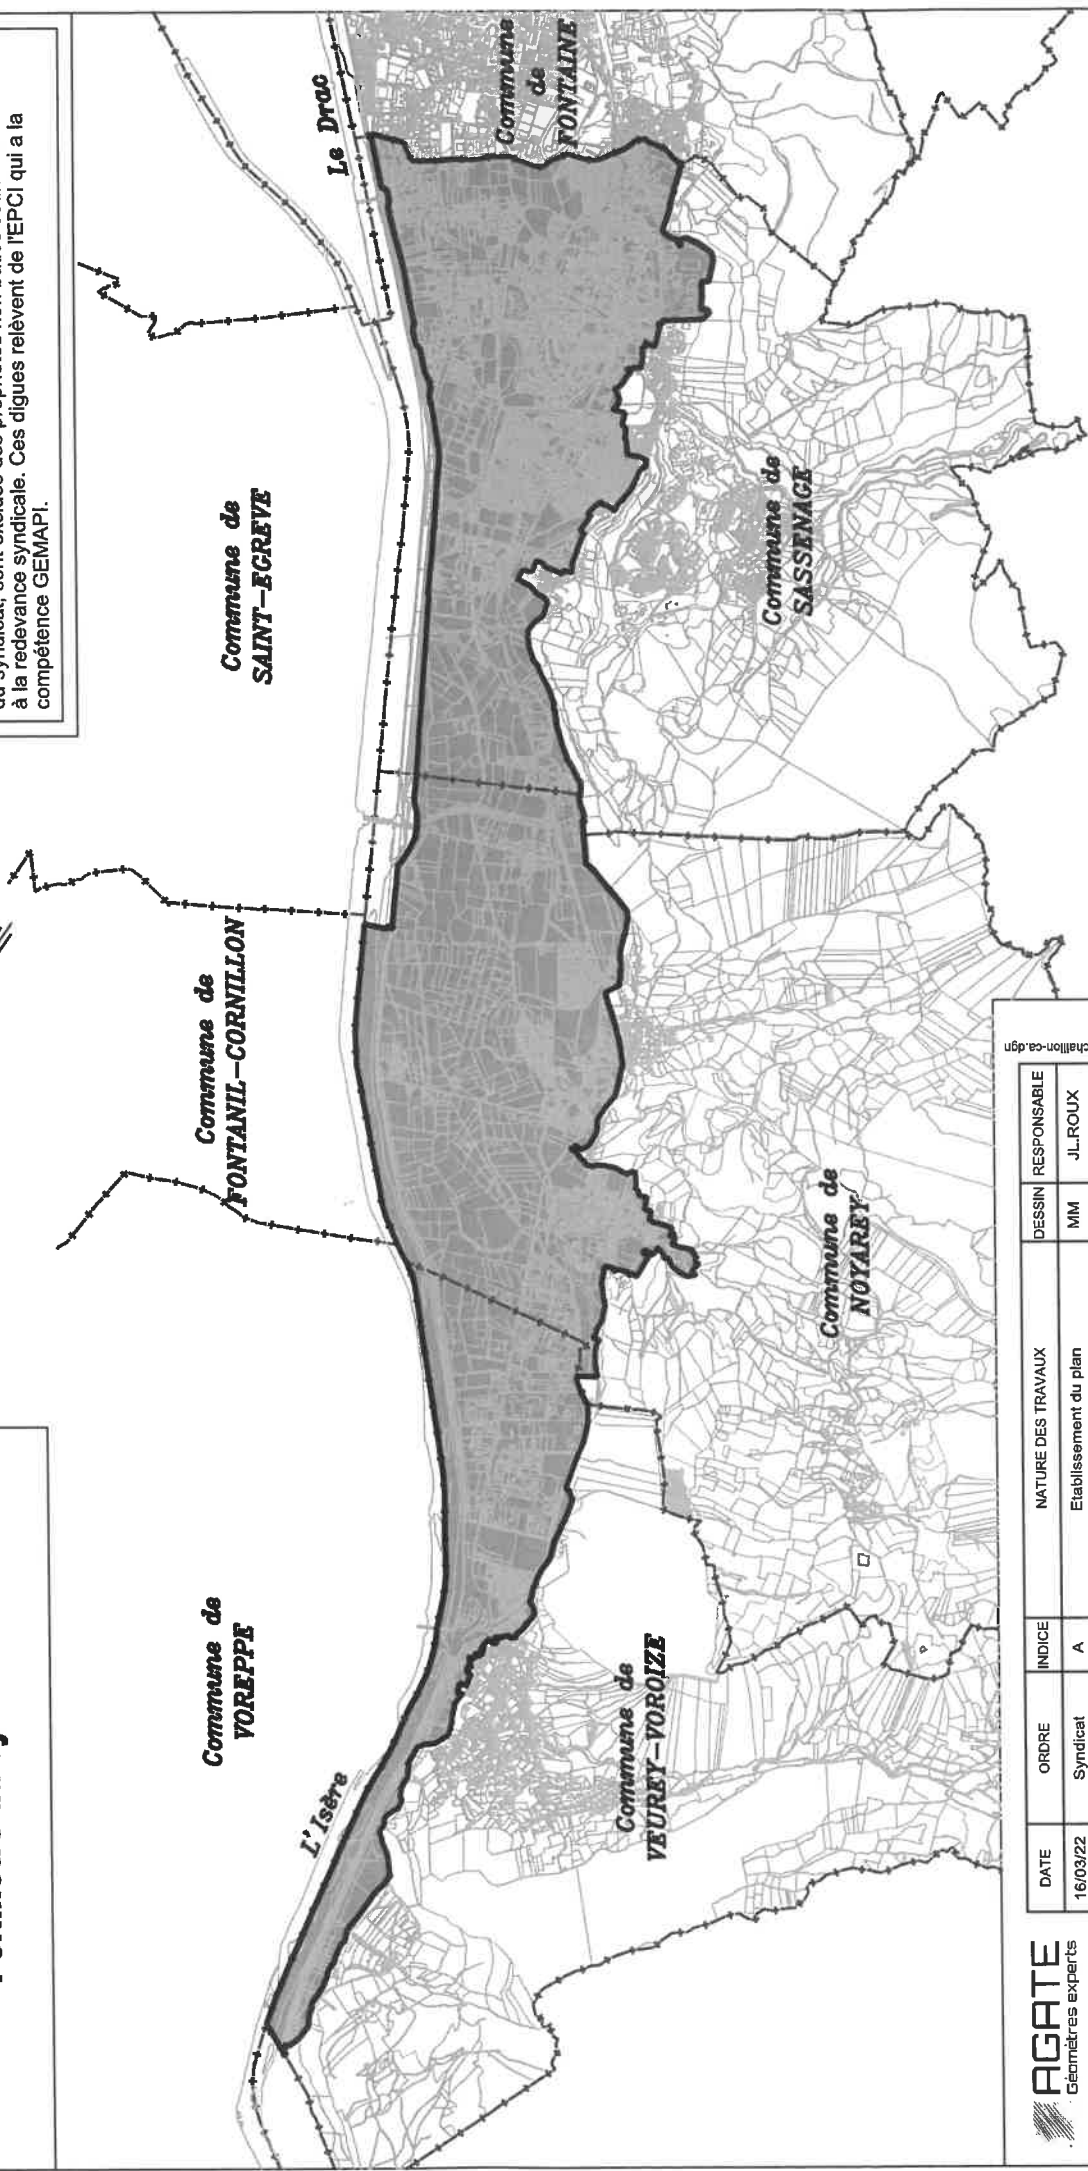 à la redevance syndicale. Ces digues relèvent de l'EPCI qui a la
compétence GEMAPI.
Le Drac
Commune
de
FONTAINE
Commune de
SAINT-EGREVE
Commune de
SASSENAGE
Commune de
FONTANIL-CORNILLON
Commune de
NOYAREY
Commune de
VOREPPE
L'Isère
Commune de
VEUREY-VOROIZE
AGATE
Géomètres experts
DATE ORDRE INDICE NATURE DES TRAVAUX DESSIN RESPONSABLE
16/03/22 Syndicat A Etablissement du plan MM JL.ROUX